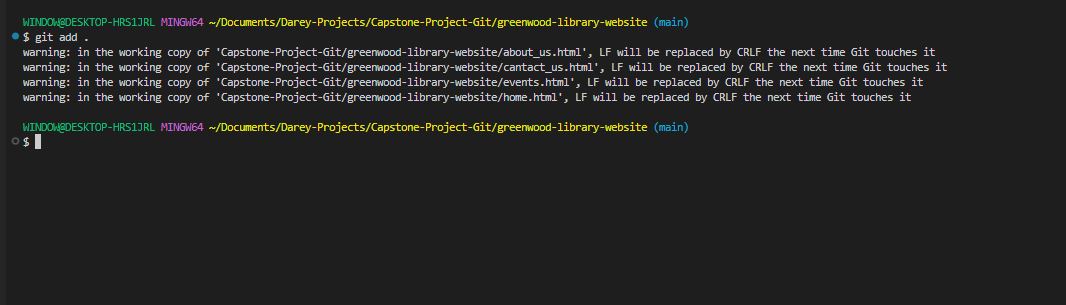 WINDOW@DESKTOP-HRS1JRL MINGW64 ~/Documents/Darey-Projects/Capstone-Project-Git/greenwood-library-website (main)
$ git add .
warning: in the working copy of 'Capstone-Project-Git/greenwood-library-website/about_us.html', LF will be replaced by CRLF the next time Git touches it
warning: in the working copy of 'Capstone-Project-Git/greenwood-library-website/cantact_us.html', LF will be replaced by CRLF the next time Git touches it
warning: in the working copy of 'Capstone-Project-Git/greenwood-library-website/events.html', LF will be replaced by CRLF the next time Git touches it
warning: in the working copy of 'Capstone-Project-Git/greenwood-library-website/home.html', LF will be replaced by CRLF the next time Git touches it
WINDOW@DESKTOP-HRS1JRL MINGW64 ~/Documents/Darey-Projects/Capstone-Project-Git/greenwood-library-website (main)
$